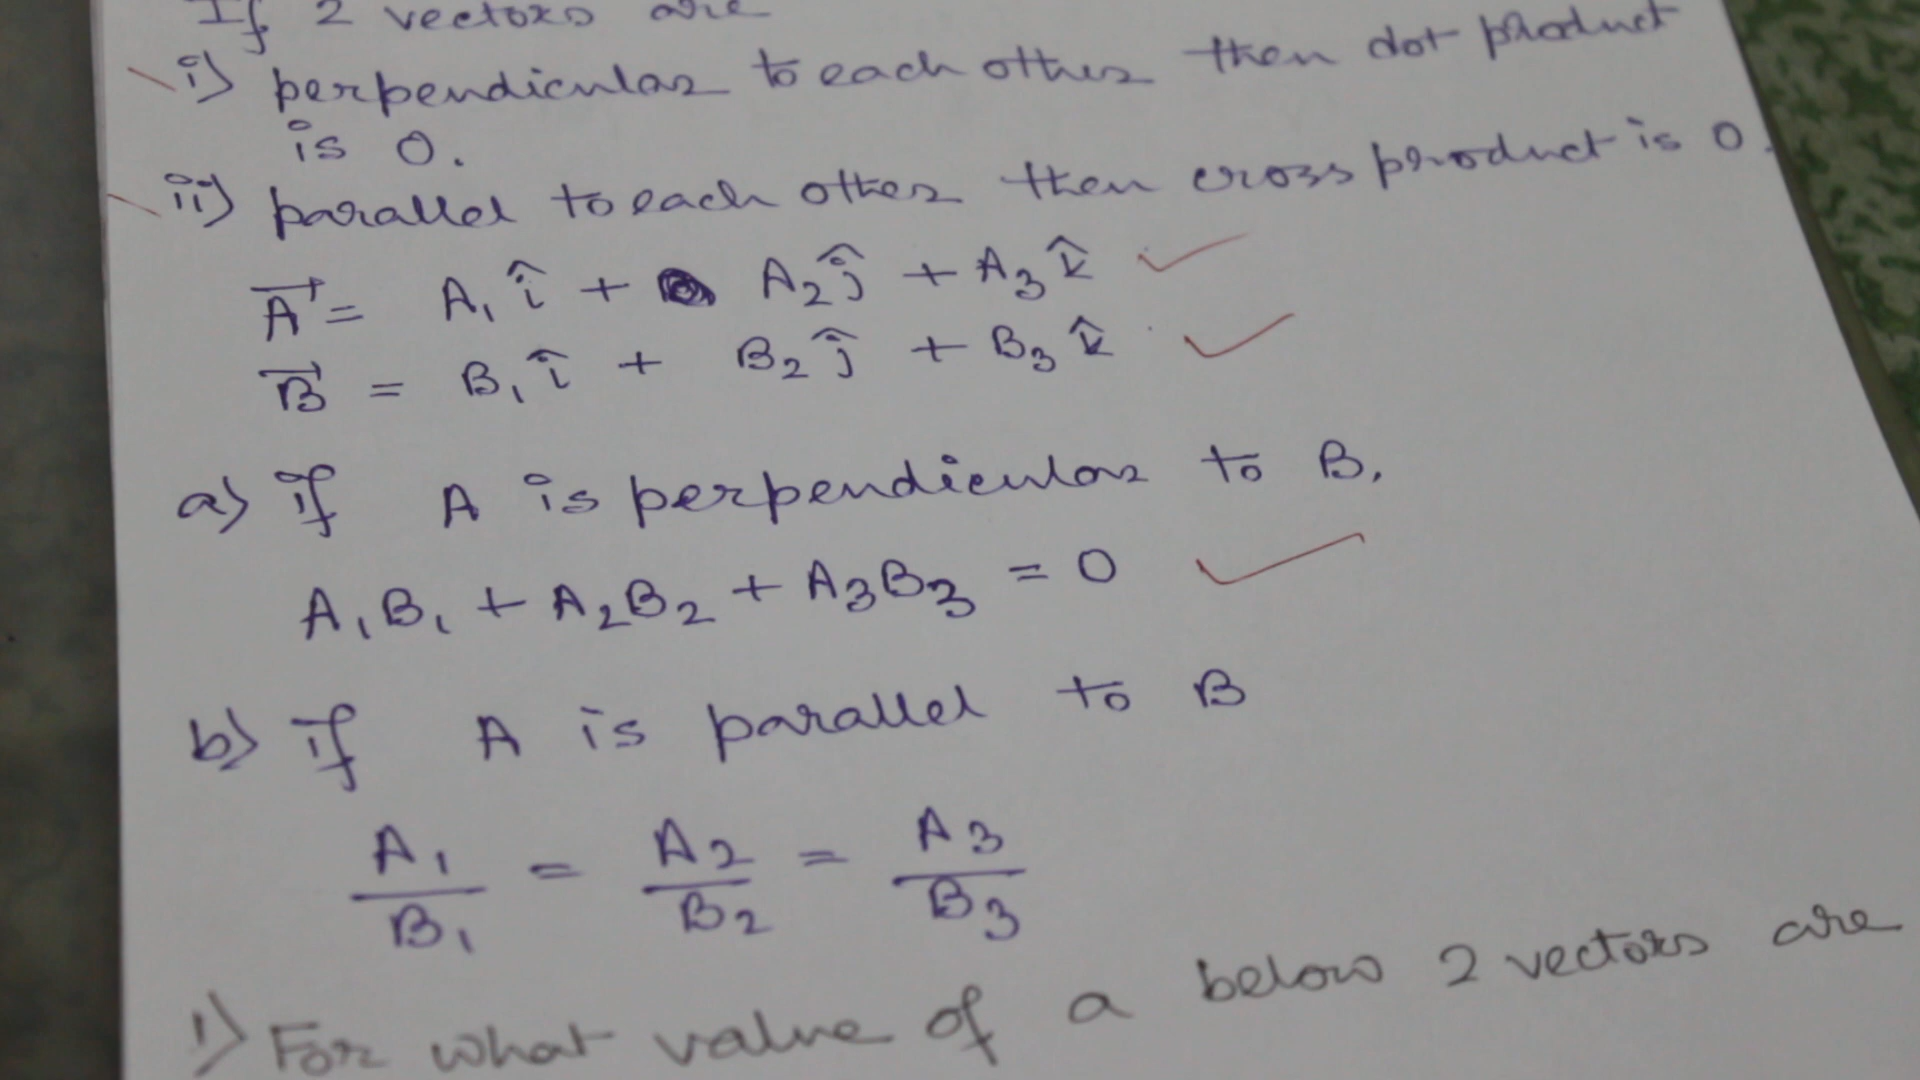 If 2 vectors are
i) perpendicular to each other then dot product
is 0.
ii) parallel to each other then cross product is 0.
A⃗ = A₁î + A₂ĵ + A₃k̂
B⃗ = B₁î + B₂ĵ + B₃k̂
a) if A is perpendicular to B.
A₁B₁ + A₂B₂ + A₃B₃ = 0
b) if A is parallel to B
A₁/B₁ = A₂/B₂ = A₃/B₃
1) For what value of a below 2 vectors are